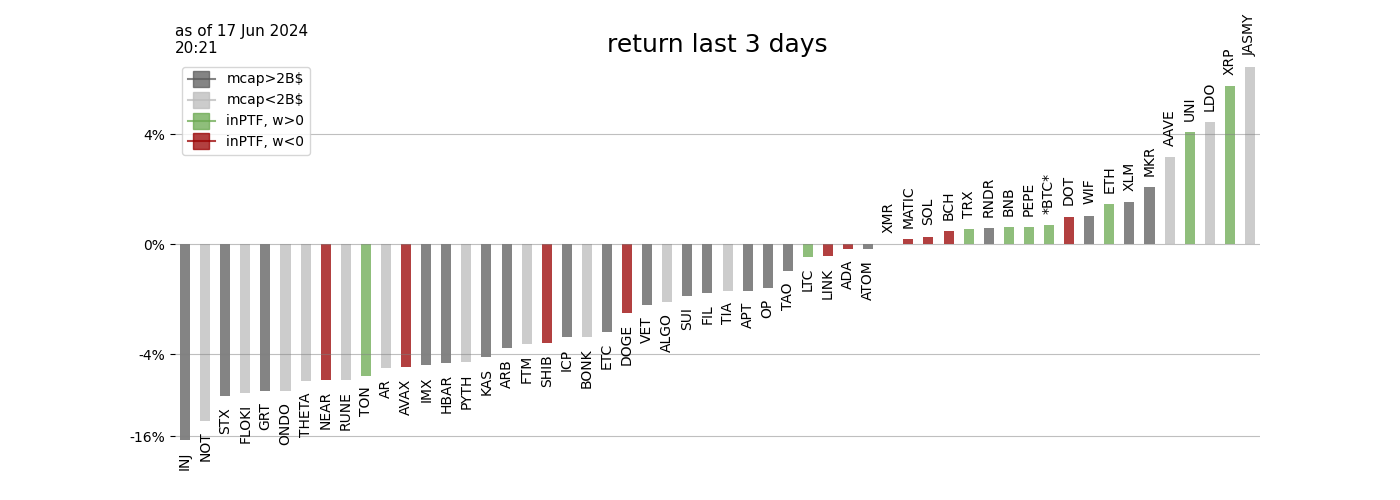 as of 17 Jun 2024
20:21
return last 3 days
mcap>2B$
mcap<2B$
inPTF, w>0
inPTF, w<0
4%
0%
-4%
-16%
INJ
NOT
STX
FLOKI
GRT
ONDO
THETA
NEAR
RUNE
TON
AR
AVAX
IMX
HBAR
PYTH
KAS
ARB
FTM
SHIB
ICP
BONK
ETC
DOGE
VET
ALGO
SUI
FIL
TIA
APT
OP
TAO
LTC
LINK
ADA
ATOM
XMR
MATIC
SOL
BCH
TRX
RNDR
BNB
PEPE
*BTC*
DOT
WIF
ETH
XLM
MKR
AAVE
UNI
LDO
XRP
JASMY